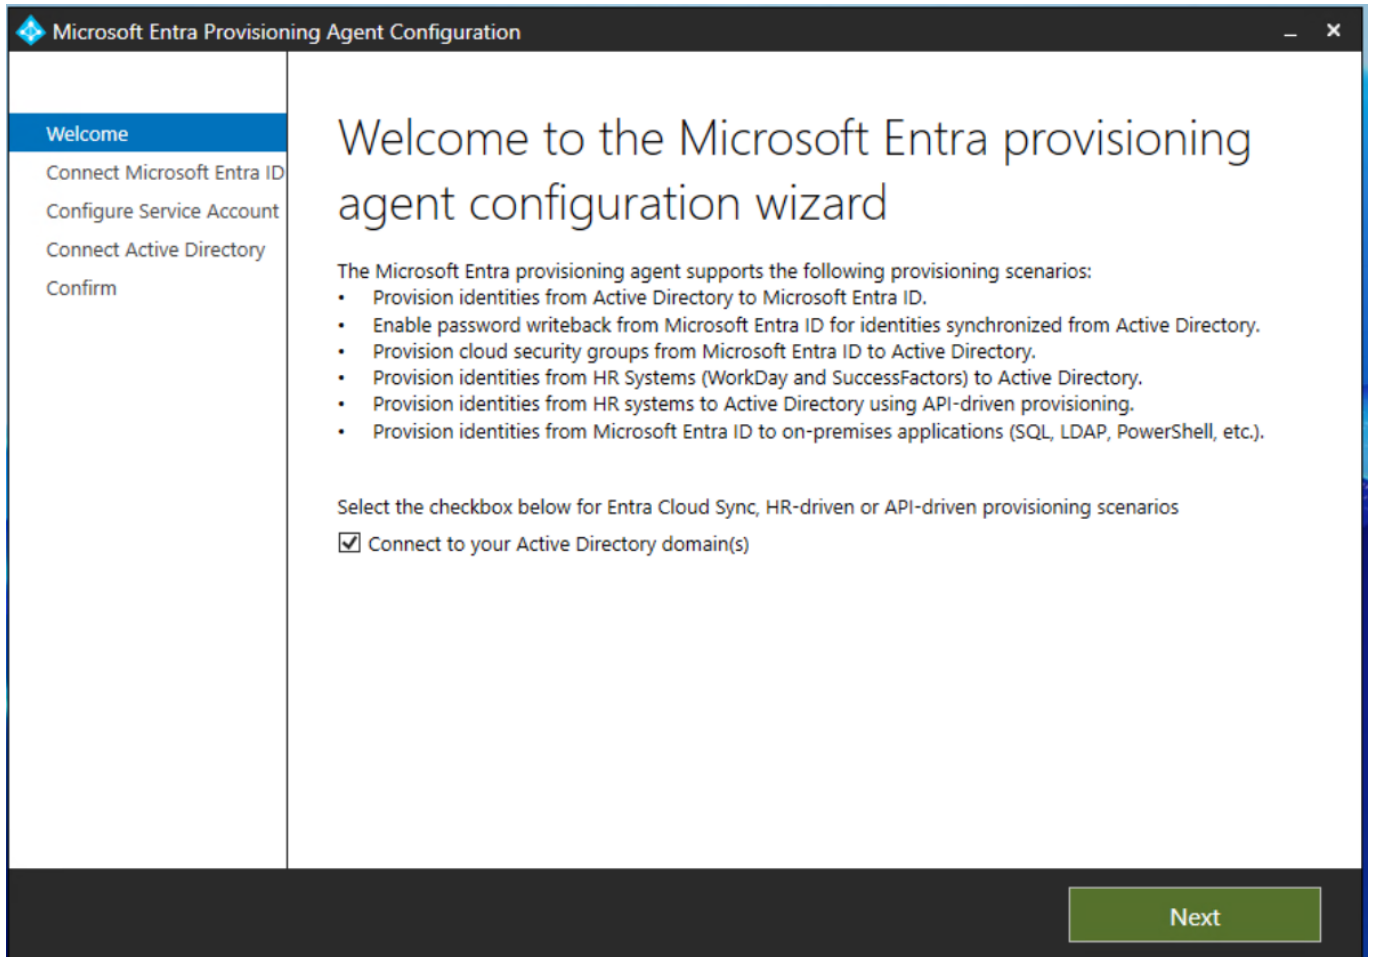 Microsoft Entra Provisioning Agent Configuration
Welcome
Connect Microsoft Entra ID
Configure Service Account
Connect Active Directory
Confirm
Welcome to the Microsoft Entra provisioning
agent configuration wizard
The Microsoft Entra provisioning agent supports the following provisioning scenarios:
• Provision identities from Active Directory to Microsoft Entra ID.
• Enable password writeback from Microsoft Entra ID for identities synchronized from Active Directory.
• Provision cloud security groups from Microsoft Entra ID to Active Directory.
• Provision identities from HR Systems (WorkDay and SuccessFactors) to Active Directory.
• Provision identities from HR systems to Active Directory using API-driven provisioning.
• Provision identities from Microsoft Entra ID to on-premises applications (SQL, LDAP, PowerShell, etc.).
Select the checkbox below for Entra Cloud Sync, HR-driven or API-driven provisioning scenarios
Connect to your Active Directory domain(s)
Next